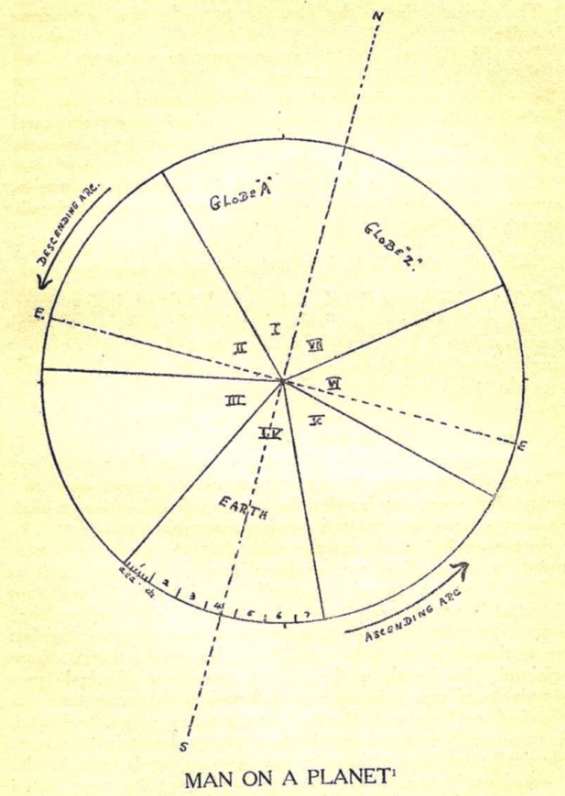 N
GLOBE "A"
GLOBE "Z"
DESCENDING ARC.
E.
I
II
VII
VI
III
IV
V
E
EARTH
1
2
3
4
5
6
7
ASCENDING ARC
S
MAN ON A PLANET¹